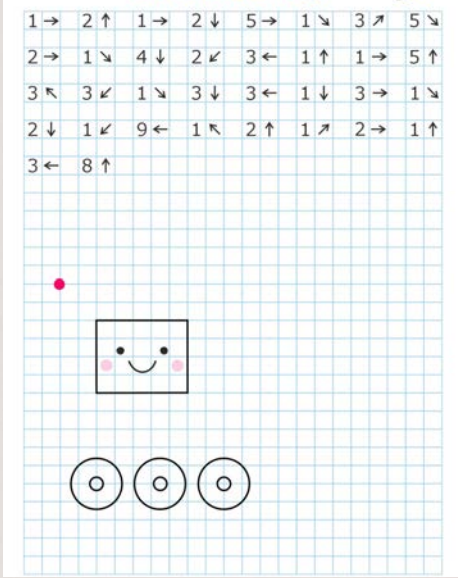 1→ 2↑ 1→ 2↓ 5→ 1↘ 3↗ 5↘
2→ 1↘ 4↓ 2↙ 3← 1↑ 1→ 5↑
3↖ 3↙ 1↘ 3↓ 3← 1↓ 3→ 1↘
2↓ 1↙ 9← 1↖ 2↑ 1↗ 2→ 1↑
3← 8↑